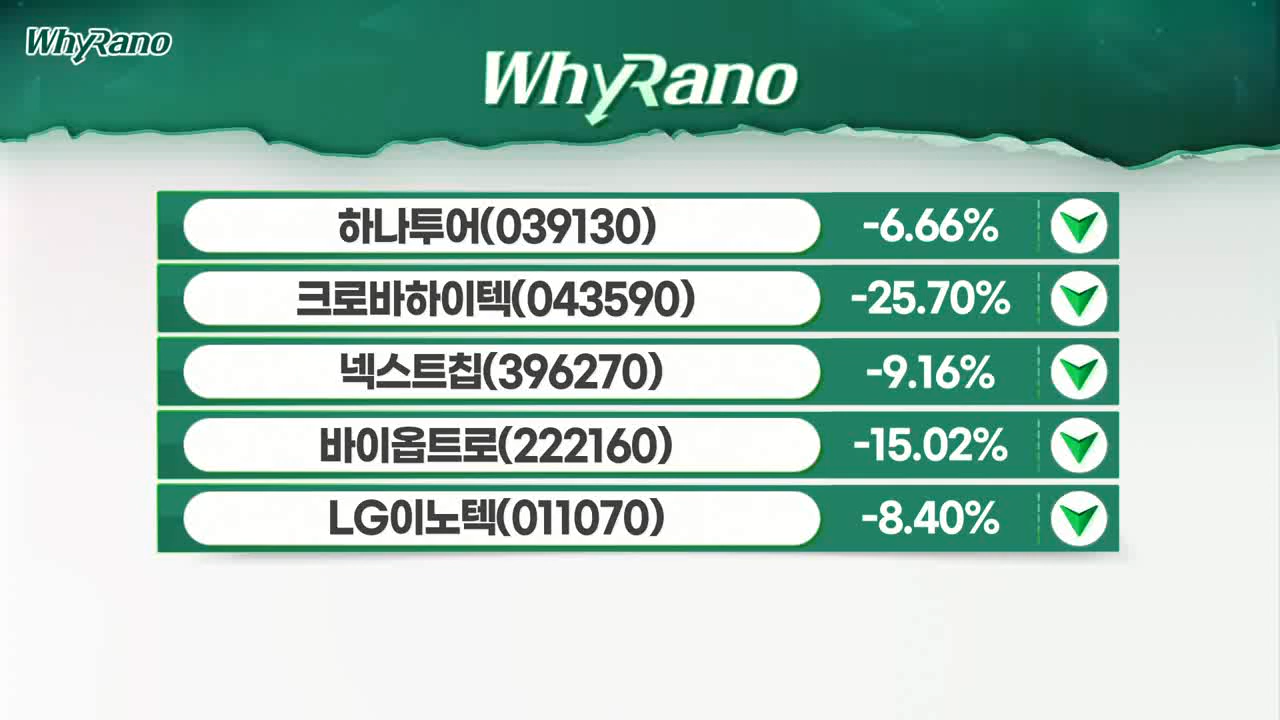 WhyRano
WhyRano
하나투어(039130) -6.66%
크로바하이텍(043590) -25.70%
넥스트칩(396270) -9.16%
바이옵트로(222160) -15.02%
LG이노텍(011070) -8.40%